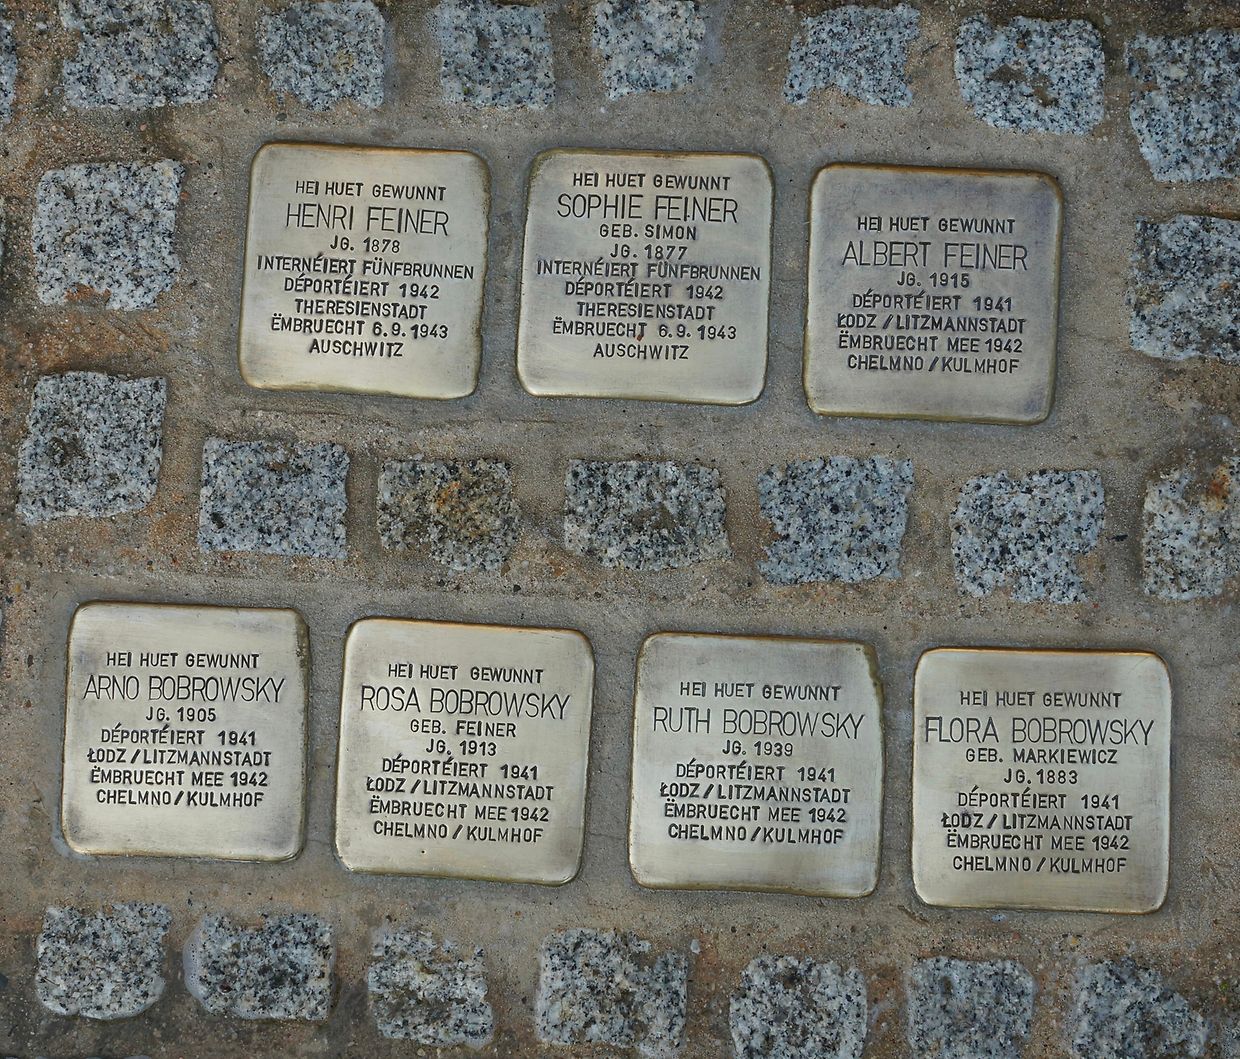 HEI HUET GEWUNNT
HENRI FEINER
JG. 1878
INTERNÉIERT FÜNFBRUNNEN
DÉPORTÉIERT 1942
THERESIENSTADT
ËMBRUECHT 6.9.1943
AUSCHWITZ
HEI HUET GEWUNNT
SOPHIE FEINER
GEB. SIMON
JG. 1877
INTERNÉIERT FÜNFBRUNNEN
DÉPORTÉIERT 1942
THERESIENSTADT
ËMBRUECHT 6.9.1943
AUSCHWITZ
HEI HUET GEWUNNT
ALBERT FEINER
JG. 1915
DÉPORTÉIERT 1941
ŁODZ/LITZMANNSTADT
ËMBRUECHT MEE 1942
CHELMNO/KULMHOF
HEI HUET GEWUNNT
ARNO BOBROWSKY
JG. 1905
DÉPORTÉIERT 1941
ŁODZ/LITZMANNSTADT
ËMBRUECHT MEE 1942
CHELMNO/KULMHOF
HEI HUET GEWUNNT
ROSA BOBROWSKY
GEB. FEINER
JG. 1913
DÉPORTÉIERT 1941
ŁODZ/LITZMANNSTADT
ËMBRUECHT MEE 1942
CHELMNO/KULMHOF
HEI HUET GEWUNNT
RUTH BOBROWSKY
JG. 1939
DÉPORTÉIERT 1941
ŁODZ/LITZMANNSTADT
ËMBRUECHT MEE 1942
CHELMNO/KULMHOF
HEI HUET GEWUNNT
FLORA BOBROWSKY
GEB. MARKIEWICZ
JG. 1883
DÉPORTÉIERT 1941
ŁODZ/LITZMANNSTADT
ËMBRUECHT MEE 1942
CHELMNO/KULMHOF